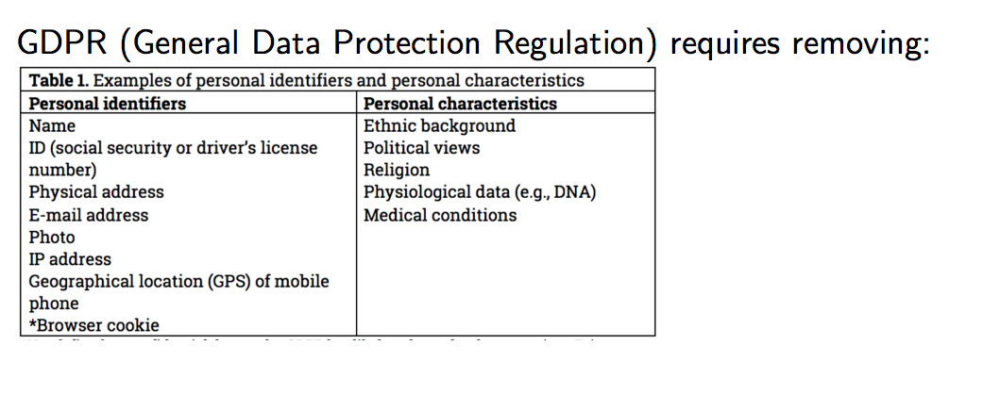 GDPR (General Data Protection Regulation) requires removing:
Table 1. Examples of personal identifiers and personal characteristics
Personal identifiers
Personal characteristics
Name
Ethnic background
ID (social security or driver's license
Political views
number)
Religion
Physical address
Physiological data (e.g., DNA)
E-mail address
Medical conditions
Photo
IP address
Geographical location (GPS) of mobile
phone
*Browser cookie